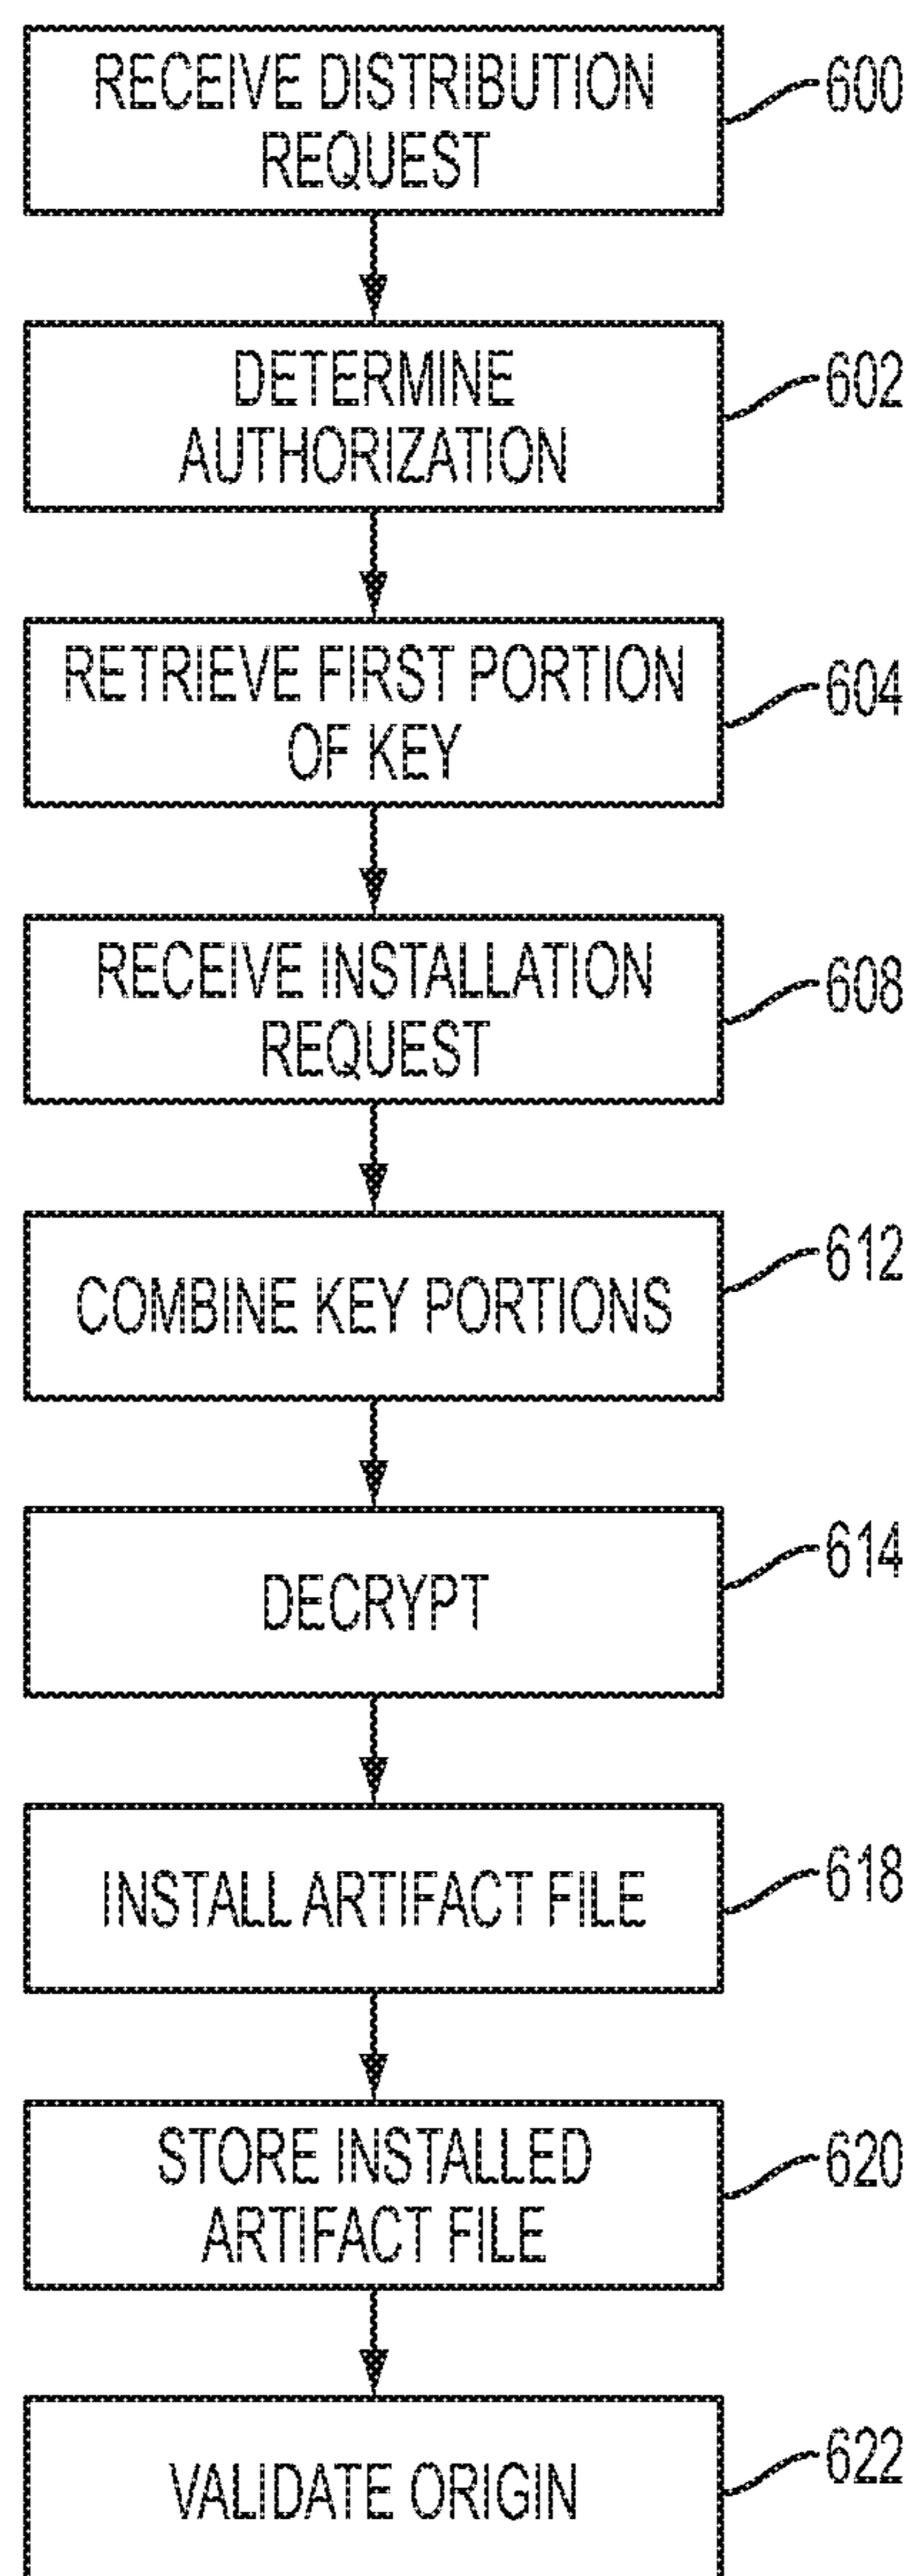 RECEIVE DISTRIBUTION
REQUEST
600
DETERMINE
AUTHORIZATION
602
RETRIEVE FIRST PORTION
OF KEY
604
RECEIVE INSTALLATION
REQUEST
608
COMBINE KEY PORTIONS
612
DECRYPT
614
INSTALL ARTIFACT FILE
618
STORE INSTALLED
ARTIFACT FILE
620
VALIDATE ORIGIN
622